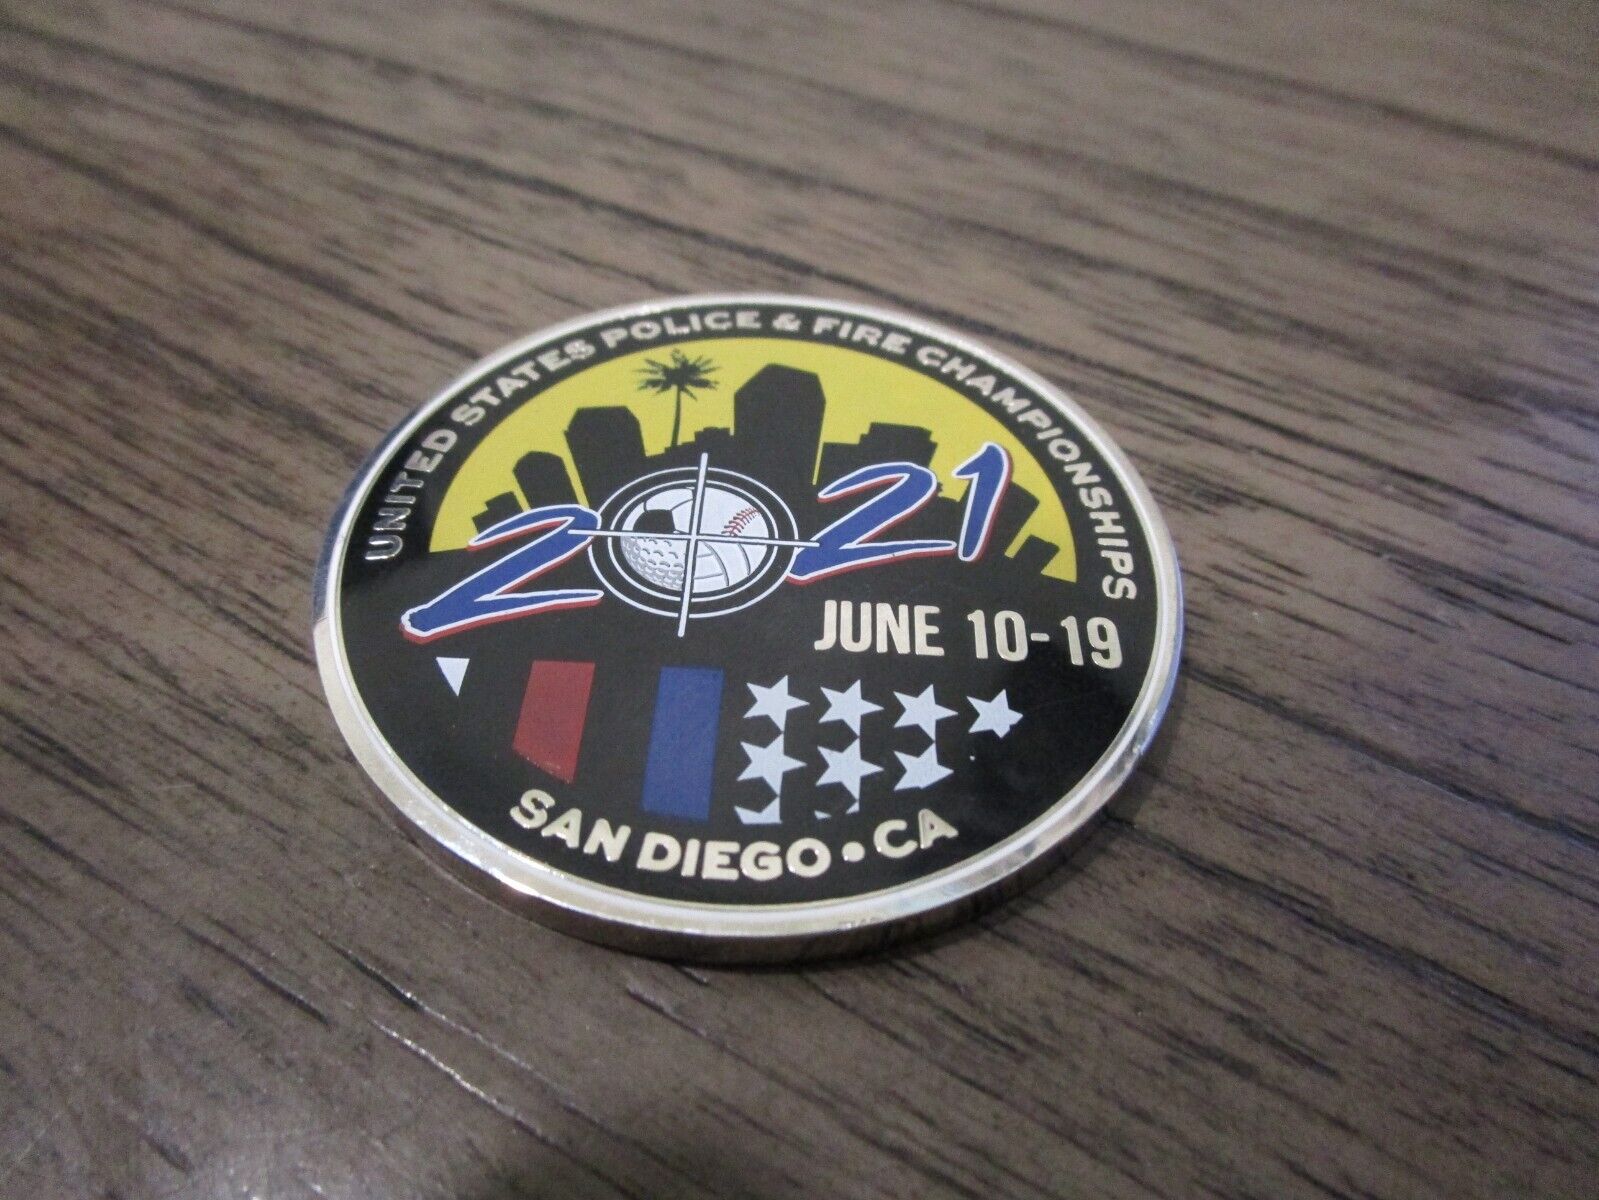 UNITED STATES POLICE & FIRE CHAMPIONSHIPS
2021
JUNE 10-19
SAN DIEGO • CA